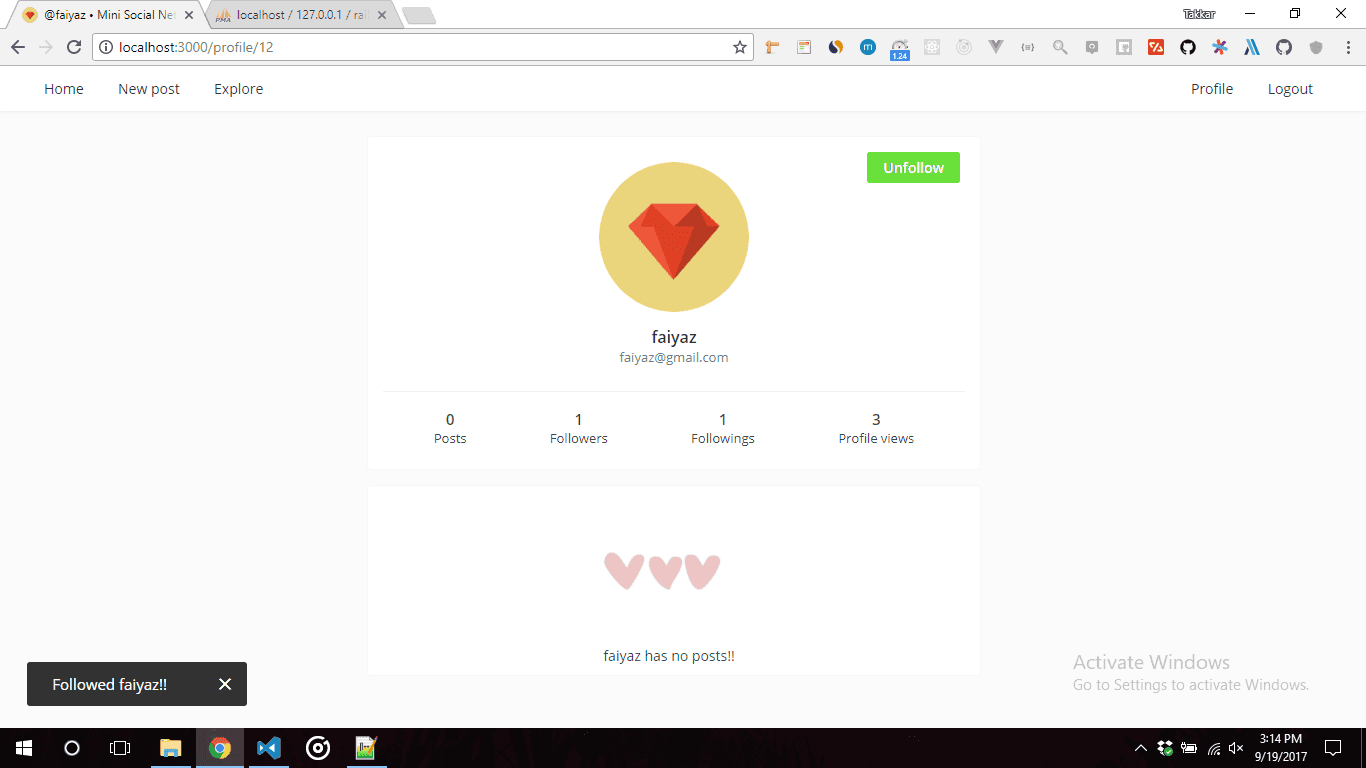 @faiyaz • Mini Social Net
localhost / 127.0.0.1 / rail
Takkar
localhost:3000/profile/12
1.24
Home
New post
Explore
Profile
Logout
Unfollow
faiyaz
faiyaz@gmail.com
0
Posts
1
Followers
1
Followings
3
Profile views
faiyaz has no posts!!
Followed faiyaz!!
Activate Windows
Go to Settings to activate Windows.
3:14 PM
9/19/2017